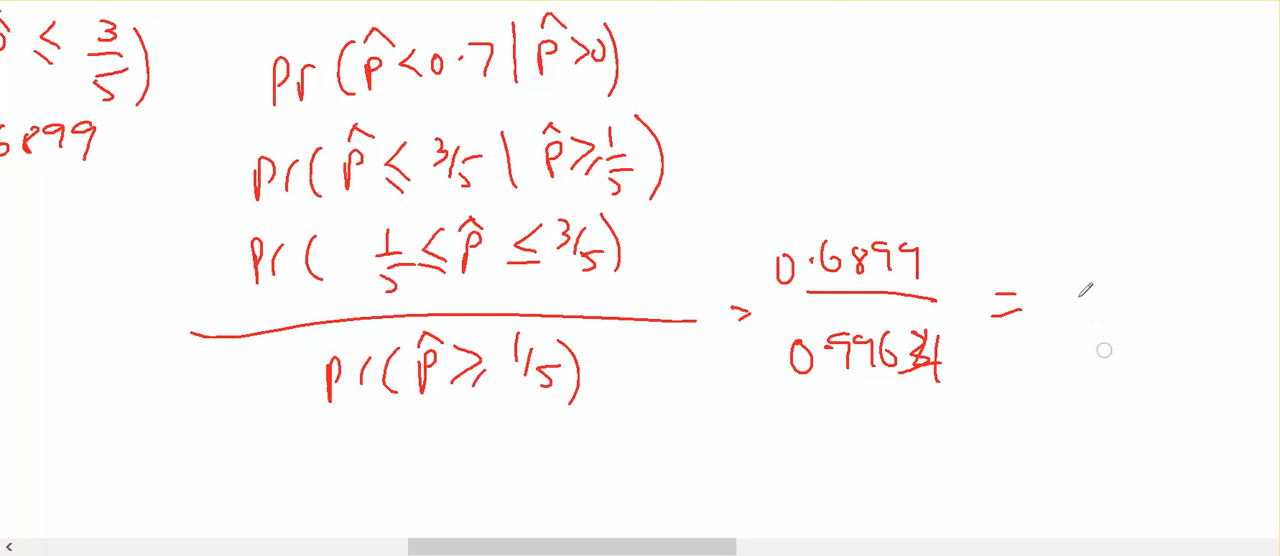 ≤ 3/5)
Pr(p̂<0.7|p̂>0)
6899
Pr(p̂ ≤ 3/5 | p̂ ≥ 1/5)
Pr( 1/5 ≤ p̂ ≤ 3/5)
Pr(p̂ ≥ 1/5)
0.6899
0.9963
=